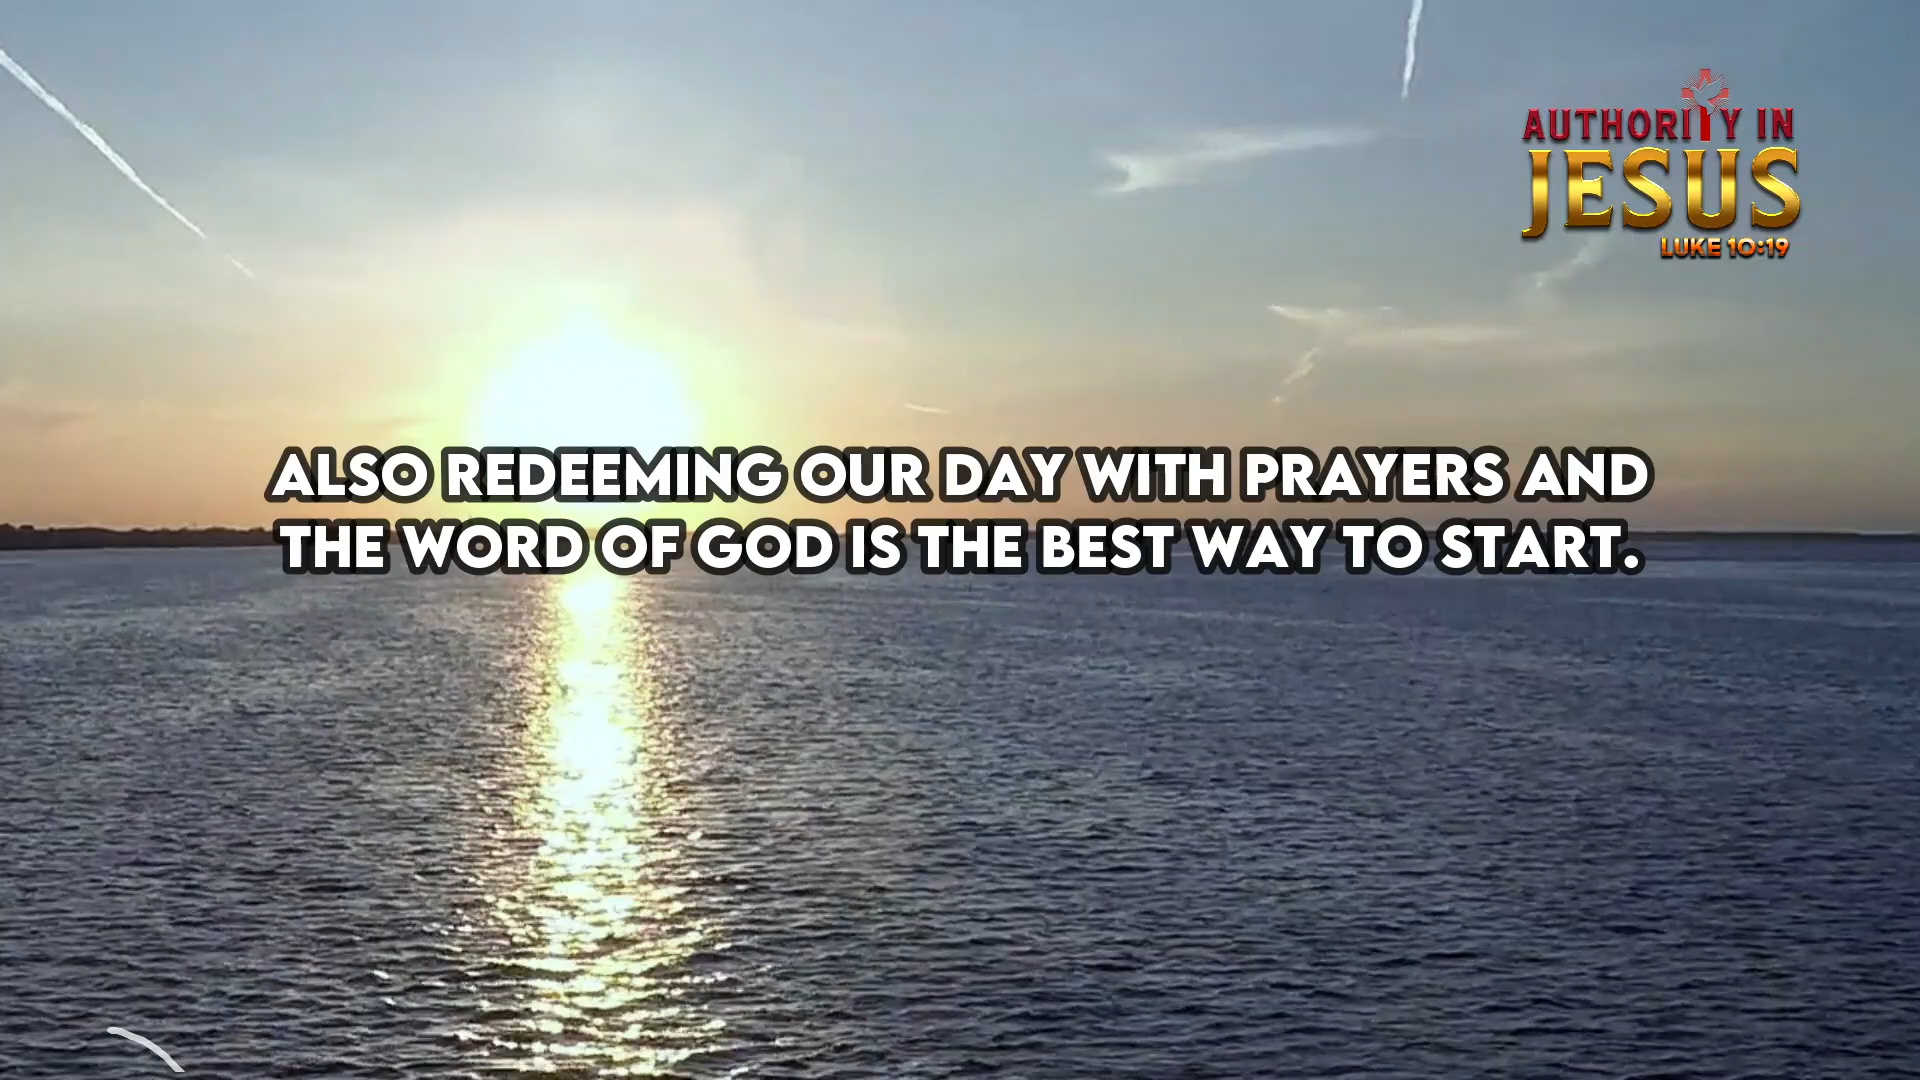 AUTHORITY IN
JESUS
LUKE 10:19
ALSO REDEEMING OUR DAY WITH PRAYERS AND
THE WORD OF GOD IS THE BEST WAY TO START.